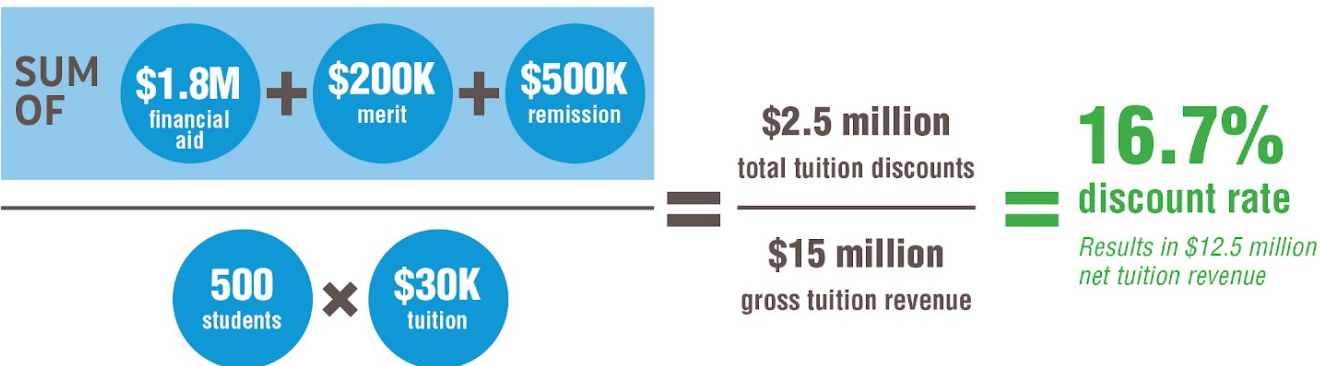 SUM
OF
$1.8M
financial
aid
+
$200K
merit
+
$500K
remission
500
students
×
$30K
tuition
=
$2.5 million
total tuition discounts
$15 million
gross tuition revenue
=
16.7%
discount rate
Results in $12.5 million
net tuition revenue